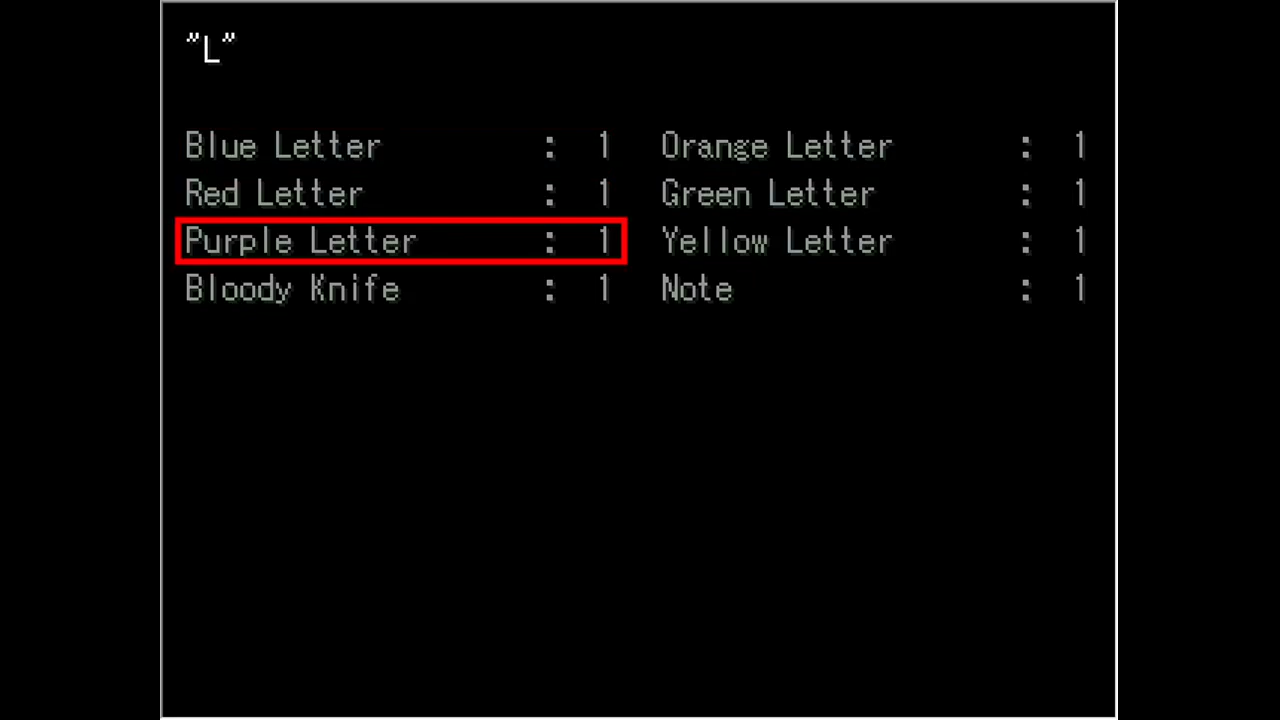 "L"
Blue Letter : 1 Orange Letter : 1
Red Letter : 1 Green Letter : 1
Purple Letter : 1 Yellow Letter : 1
Bloody Knife : 1 Note : 1